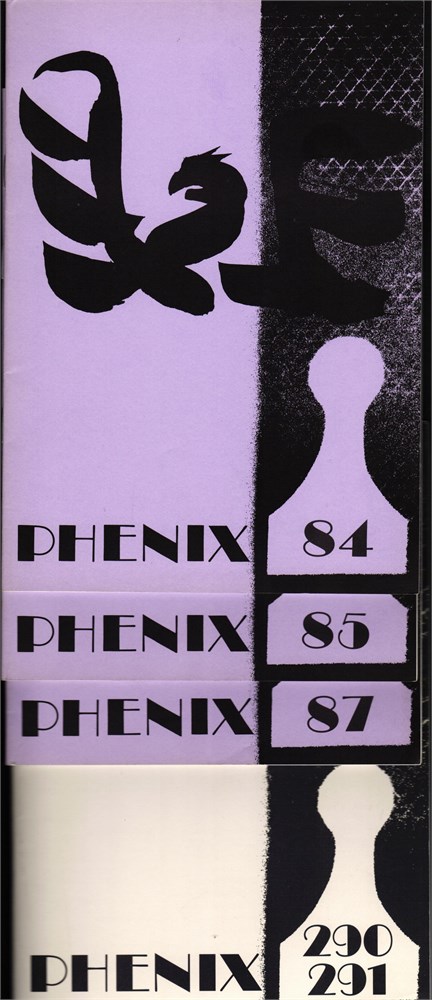 PHENIX 84
PHENIX 85
PHENIX 87
PHENIX 290
291